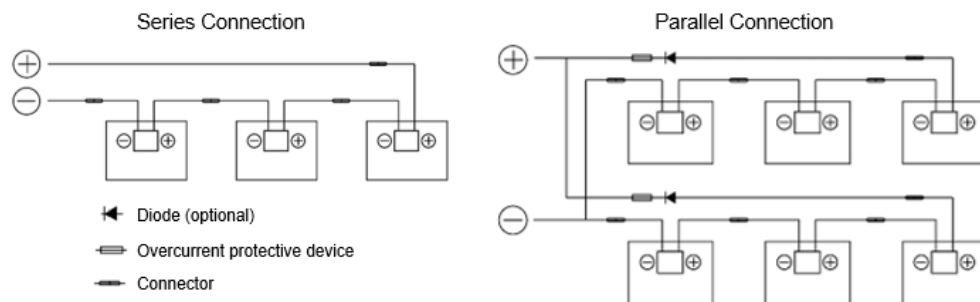 Series Connection
Parallel Connection
Diode (optional)
Overcurrent protective device
Connector